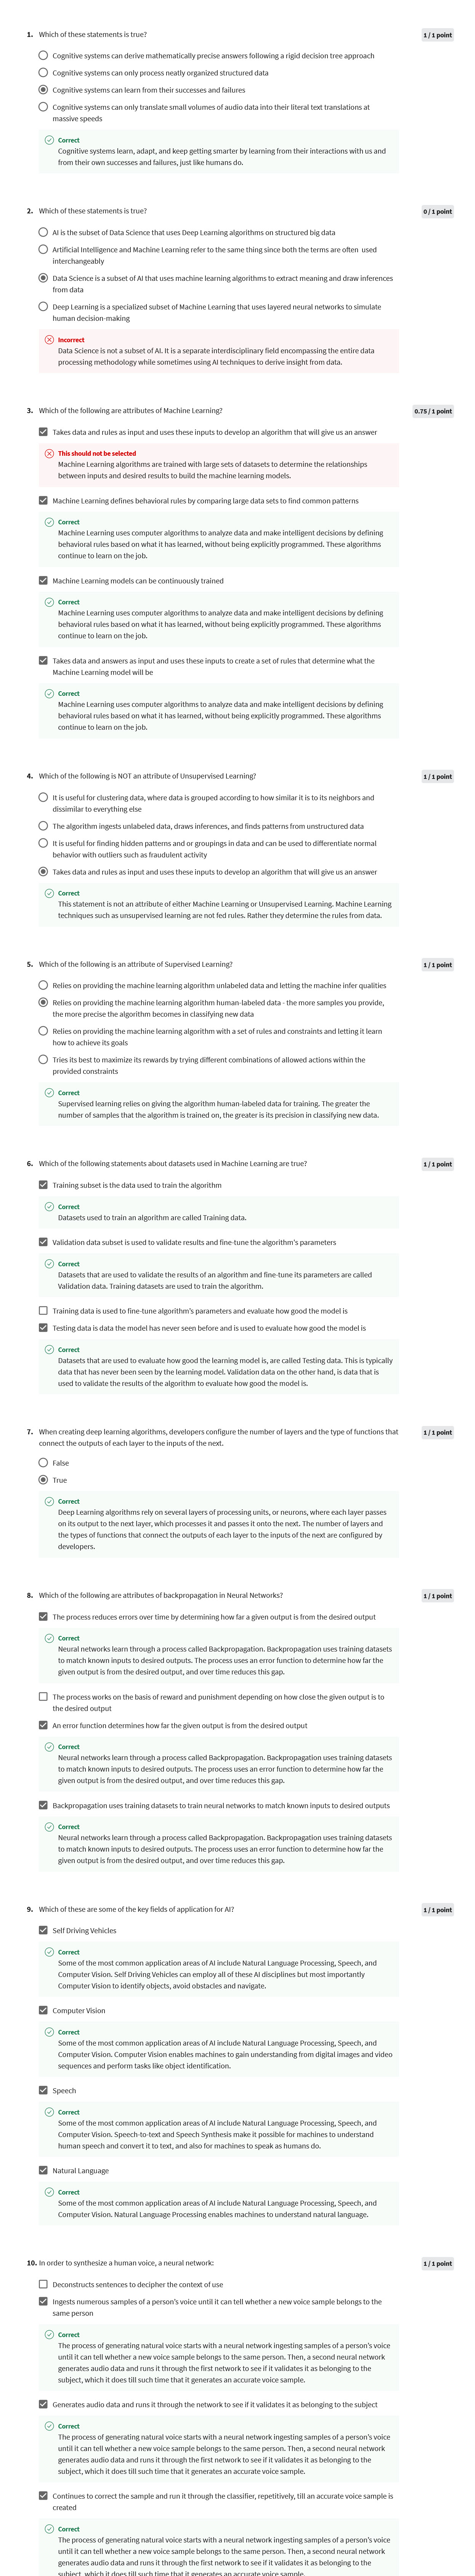 1. Which of these statements is true?
1 / 1 point
Cognitive systems can derive mathematically precise answers following a rigid decision tree approach
Cognitive systems can only process neatly organized structured data
Cognitive systems can learn from their successes and failures
Cognitive systems can only translate small volumes of audio data into their literal text translations at
massive speeds
Correct
Cognitive systems learn, adapt, and keep getting smarter by learning from their interactions with us and
from their own successes and failures, just like humans do.
2. Which of these statements is true?
0 / 1 point
AI is the subset of Data Science that uses Deep Learning algorithms on structured big data
Artificial Intelligence and Machine Learning refer to the same thing since both the terms are often used
interchangeably
Data Science is a subset of AI that uses machine learning algorithms to extract meaning and draw inferences
from data
Deep Learning is a specialized subset of Machine Learning that uses layered neural networks to simulate
human decision-making
Incorrect
Data Science is not a subset of AI. It is a separate interdisciplinary field encompassing the entire data
processing methodology while sometimes using AI techniques to derive insight from data.
3. Which of the following are attributes of Machine Learning?
0.75 / 1 point
Takes data and rules as input and uses these inputs to develop an algorithm that will give us an answer
This should not be selected
Machine Learning algorithms are trained with large sets of datasets to determine the relationships
between inputs and desired results to build the machine learning models.
Machine Learning defines behavioral rules by comparing large data sets to find common patterns
Correct
Machine Learning uses computer algorithms to analyze data and make intelligent decisions by defining
behavioral rules based on what it has learned, without being explicitly programmed. These algorithms
continue to learn on the job.
Machine Learning models can be continuously trained
Correct
Machine Learning uses computer algorithms to analyze data and make intelligent decisions by defining
behavioral rules based on what it has learned, without being explicitly programmed. These algorithms
continue to learn on the job.
Takes data and answers as input and uses these inputs to create a set of rules that determine what the
Machine Learning model will be
Correct
Machine Learning uses computer algorithms to analyze data and make intelligent decisions by defining
behavioral rules based on what it has learned, without being explicitly programmed. These algorithms
continue to learn on the job.
4. Which of the following is NOT an attribute of Unsupervised Learning?
1 / 1 point
It is useful for clustering data, where data is grouped according to how similar it is to its neighbors and
dissimilar to everything else
The algorithm ingests unlabeled data, draws inferences, and finds patterns from unstructured data
It is useful for finding hidden patterns and or groupings in data and can be used to differentiate normal
behavior with outliers such as fraudulent activity
Takes data and rules as input and uses these inputs to develop an algorithm that will give us an answer
Correct
This statement is not an attribute of either Machine Learning or Unsupervised Learning. Machine Learning
techniques such as unsupervised learning are not fed rules. Rather they determine the rules from data.
5. Which of the following is an attribute of Supervised Learning?
1 / 1 point
Relies on providing the machine learning algorithm unlabeled data and letting the machine infer qualities
Relies on providing the machine learning algorithm human-labeled data - the more samples you provide,
the more precise the algorithm becomes in classifying new data
Relies on providing the machine learning algorithm with a set of rules and constraints and letting it learn
how to achieve its goals
Tries its best to maximize its rewards by trying different combinations of allowed actions within the
provided constraints
Correct
Supervised learning relies on giving the algorithm human-labeled data for training. The greater the
number of samples that the algorithm is trained on, the greater is its precision in classifying new data.
6. Which of the following statements about datasets used in Machine Learning are true?
1 / 1 point
Training subset is the data used to train the algorithm
Correct
Datasets used to train an algorithm are called Training data.
Validation data subset is used to validate results and fine-tune the algorithm's parameters
Correct
Datasets that are used to validate the results of an algorithm and fine-tune its parameters are called
Validation data. Training datasets are used to train the algorithm.
Training data is used to fine-tune algorithm's parameters and evaluate how good the model is
Testing data is data the model has never seen before and is used to evaluate how good the model is
Correct
Datasets that are used to evaluate how good the learning model is, are called Testing data. This is typically
data that has never been seen by the learning model. Validation data on the other hand, is data that is
used to validate the results of the algorithm to evaluate how good the model is.
7. When creating deep learning algorithms, developers configure the number of layers and the type of functions that
connect the outputs of each layer to the inputs of the next.
1 / 1 point
False
True
Correct
Deep Learning algorithms rely on several layers of processing units, or neurons, where each layer passes
on its output to the next layer, which processes it and passes it onto the next. The number of layers and
the types of functions that connect the outputs of each layer to the inputs of the next are configured by
developers.
8. Which of the following are attributes of backpropagation in Neural Networks?
1 / 1 point
The process reduces errors over time by determining how far a given output is from the desired output
Correct
Neural networks learn through a process called Backpropagation. Backpropagation uses training datasets
to match known inputs to desired outputs. The process uses an error function to determine how far the
given output is from the desired output, and over time reduces this gap.
The process works on the basis of reward and punishment depending on how close the given output is to
the desired output
An error function determines how far the given output is from the desired output
Correct
Neural networks learn through a process called Backpropagation. Backpropagation uses training datasets
to match known inputs to desired outputs. The process uses an error function to determine how far the
given output is from the desired output, and over time reduces this gap.
Backpropagation uses training datasets to train neural networks to match known inputs to desired outputs
Correct
Neural networks learn through a process called Backpropagation. Backpropagation uses training datasets
to match known inputs to desired outputs. The process uses an error function to determine how far the
given output is from the desired output, and over time reduces this gap.
9. Which of these are some of the key fields of application for AI?
1 / 1 point
Self Driving Vehicles
Correct
Some of the most common application areas of AI include Natural Language Processing, Speech, and
Computer Vision. Self Driving Vehicles can employ all of these AI disciplines but most importantly
Computer Vision to identify objects, avoid obstacles and navigate.
Computer Vision
Correct
Some of the most common application areas of AI include Natural Language Processing, Speech, and
Computer Vision. Computer Vision enables machines to gain understanding from digital images and video
sequences and perform tasks like object identification.
Speech
Correct
Some of the most common application areas of AI include Natural Language Processing, Speech, and
Computer Vision. Speech-to-text and Speech Synthesis make it possible for machines to understand
human speech and convert it to text, and also for machines to speak as humans do.
Natural Language
Correct
Some of the most common application areas of AI include Natural Language Processing, Speech, and
Computer Vision. Natural Language Processing enables machines to understand natural language.
10. In order to synthesize a human voice, a neural network:
1 / 1 point
Deconstructs sentences to decipher the context of use
Ingests numerous samples of a person's voice until it can tell whether a new voice sample belongs to the
same person
Correct
The process of generating natural voice starts with a neural network ingesting samples of a person's voice
until it can tell whether a new voice sample belongs to the same person. Then, a second neural network
generates audio data and runs it through the first network to see if it validates it as belonging to the
subject, which it does till such time that it generates an accurate voice sample.
Generates audio data and runs it through the network to see if it validates it as belonging to the subject
Correct
The process of generating natural voice starts with a neural network ingesting samples of a person's voice
until it can tell whether a new voice sample belongs to the same person. Then, a second neural network
generates audio data and runs it through the first network to see if it validates it as belonging to the
subject, which it does till such time that it generates an accurate voice sample.
Continues to correct the sample and run it through the classifier, repetitively, till an accurate voice sample is
created
Correct
The process of generating natural voice starts with a neural network ingesting samples of a person's voice
until it can tell whether a new voice sample belongs to the same person. Then, a second neural network
generates audio data and runs it through the first network to see if it validates it as belonging to the
subject, which it does till such time that it generates an accurate voice sample.